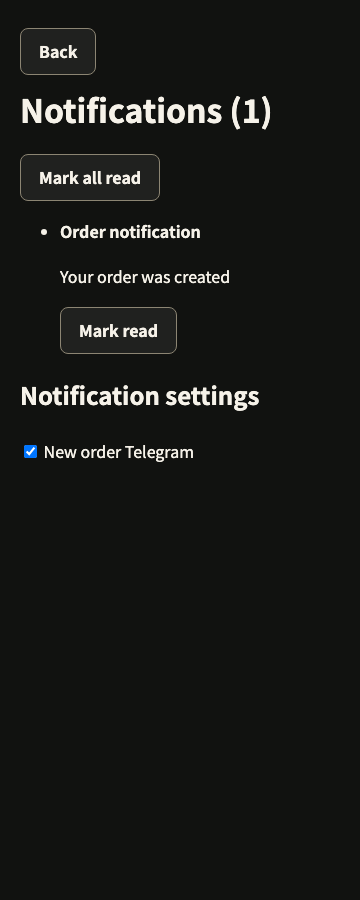 Back
Notifications (1)
Mark all read
Order notification
Your order was created
Mark read
Notification settings
New order Telegram